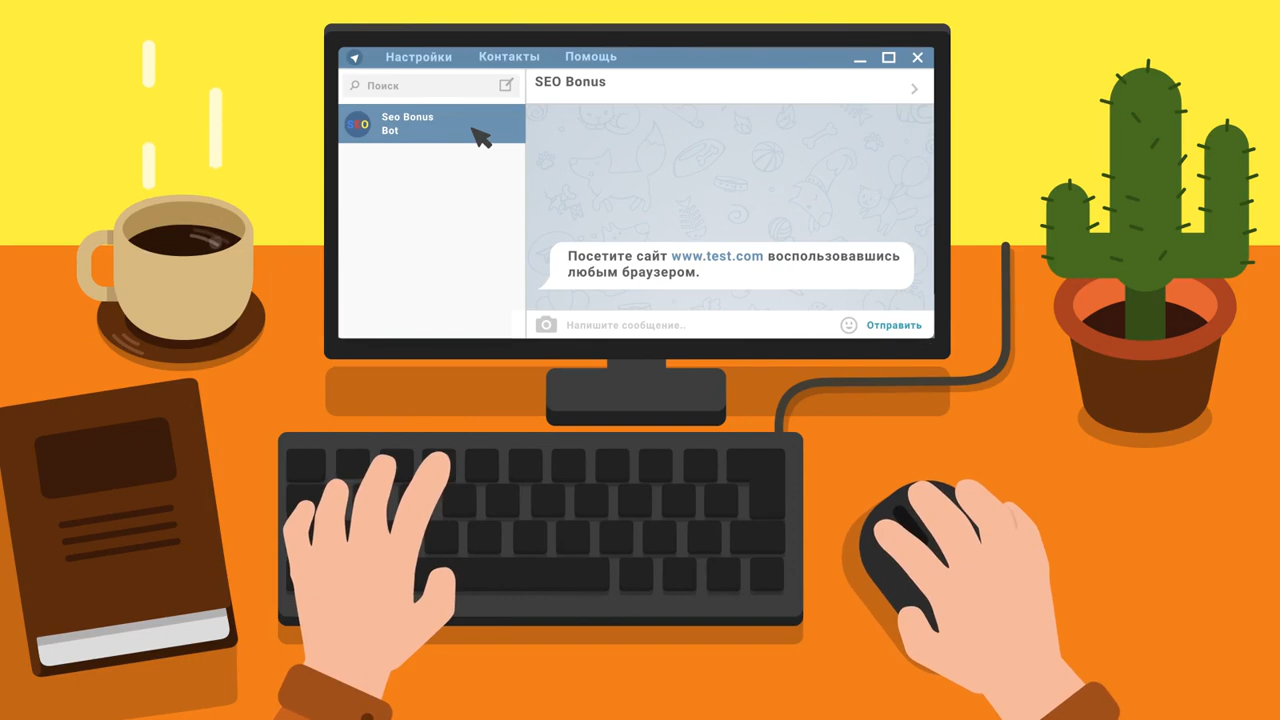 Настройки Контакты Помощь
Поиск
SEO Bonus
SEO
Seo Bonus
Bot
Посетите сайт www.test.com воспользовавшись
любым браузером.
Напишите сообщение..
Отправить